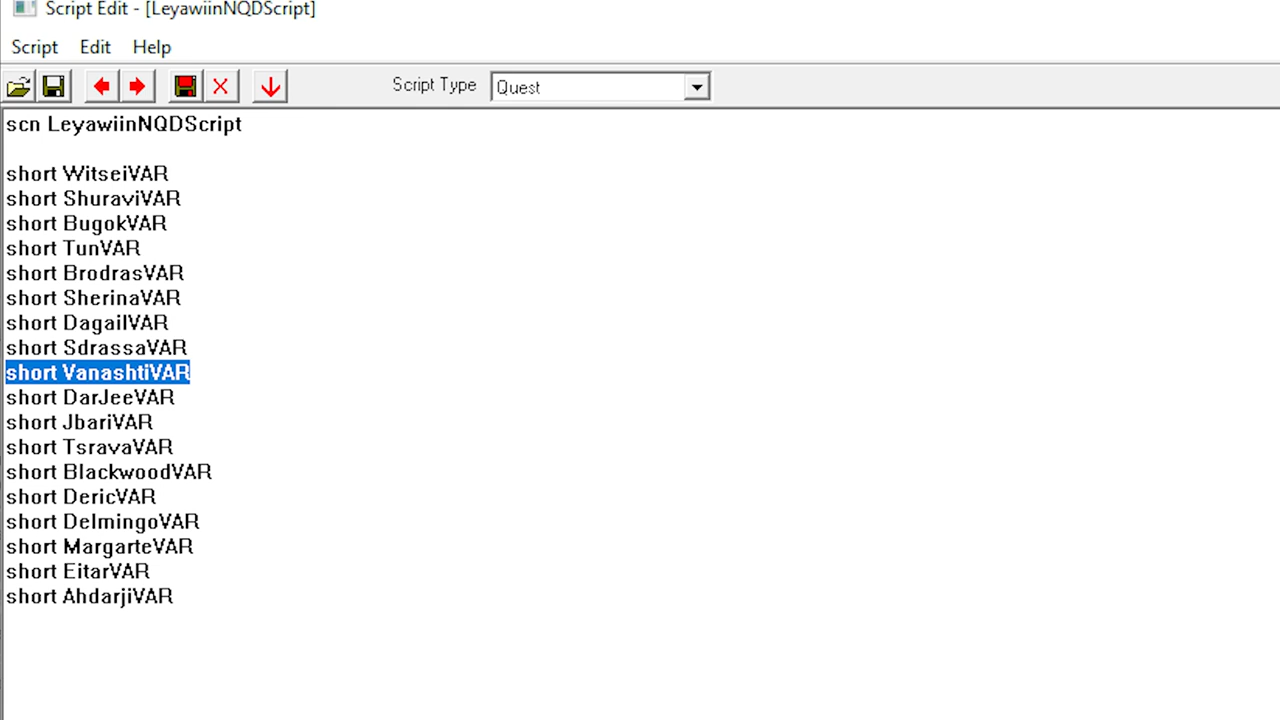 Script Edit - [LeyawiinNQDScript]
Script Edit Help
Script Type Quest
scn LeyawiinNQDScript
short WitseiVAR
short ShuraviVAR
short BugokVAR
short TunVAR
short BrodrasVAR
short SherinaVAR
short DagailVAR
short SdrassaVAR
short VanashtiVAR
short DarJeeVAR
short JbariVAR
short TsravaVAR
short BlackwoodVAR
short DericVAR
short DelmingoVAR
short MargarteVAR
short EitarVAR
short AhdarjiVAR